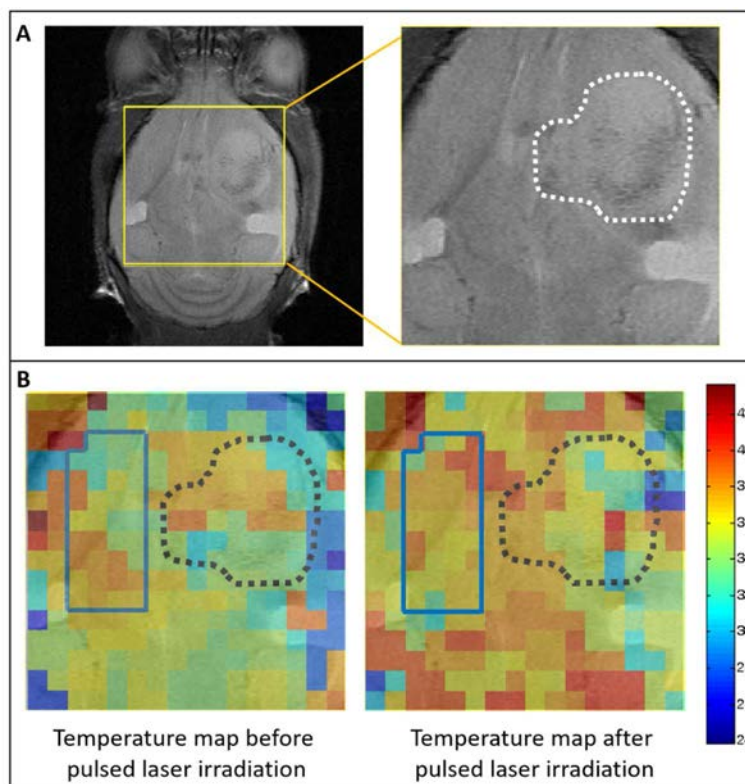 A
B
Temperature map before
pulsed laser irradiation
Temperature map after
pulsed laser irradiation